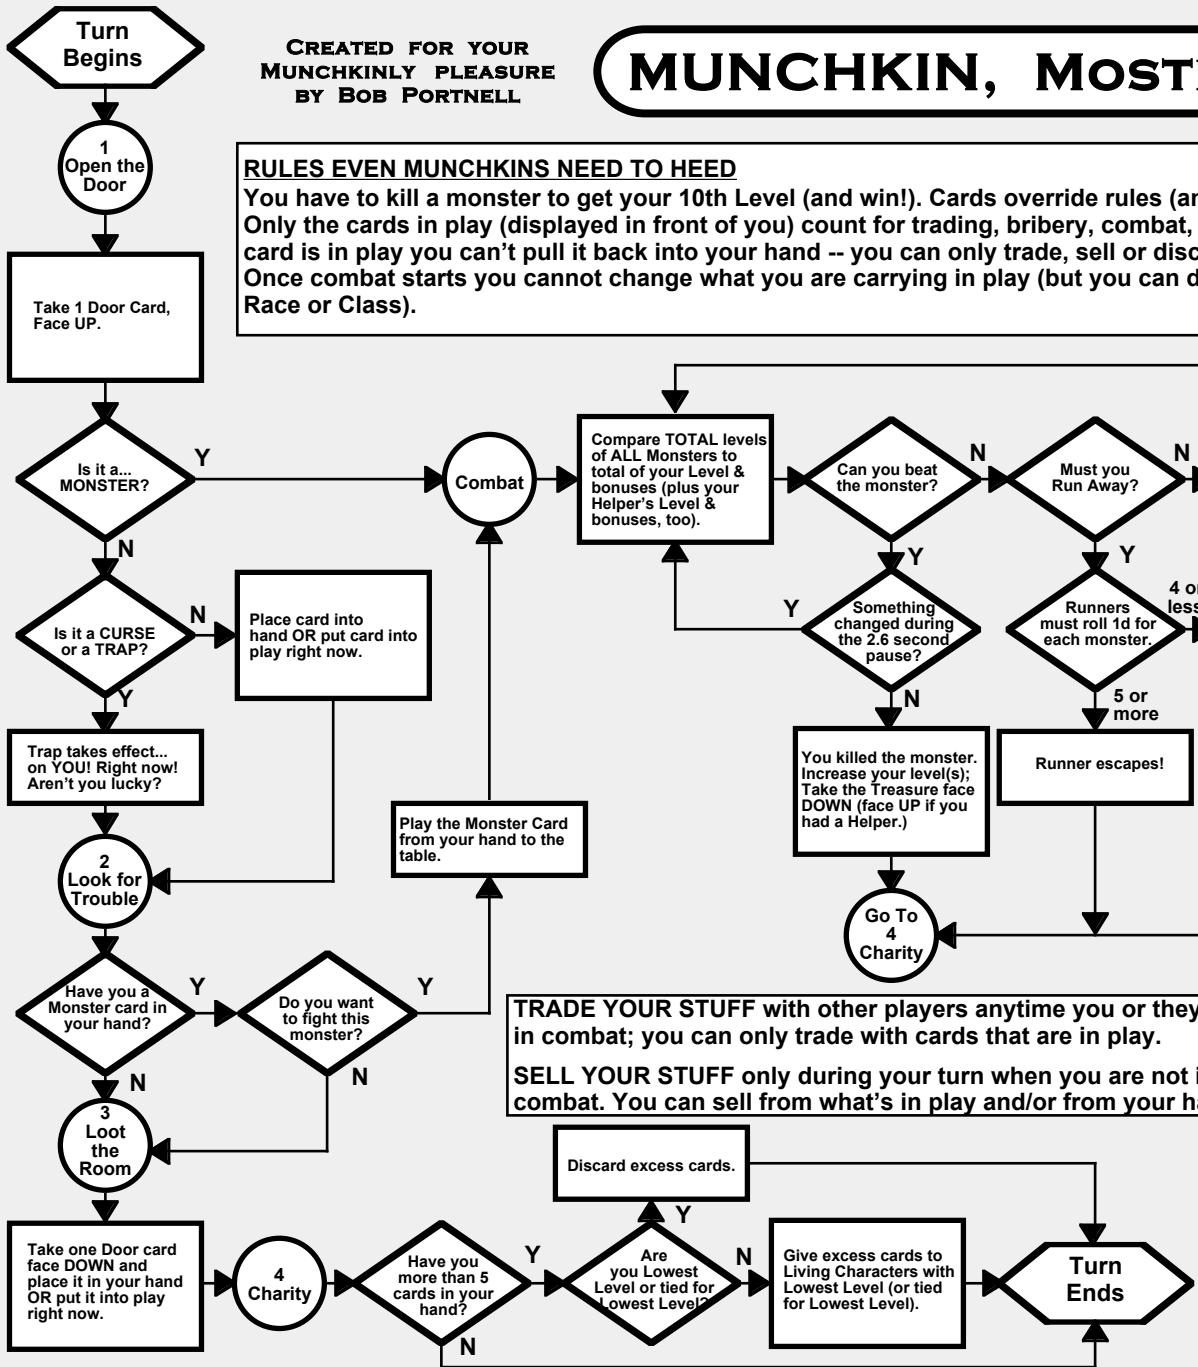 Turn
Begins
CREATED FOR YOUR
MUNCHKINLY PLEASURE
BY BOB PORTNELL
MUNCHKIN, MOST
1
Open the
Door
RULES EVEN MUNCHKINS NEED TO HEED
You have to kill a monster to get your 10th Level (and win!). Cards override rules (an
Only the cards in play (displayed in front of you) count for trading, bribery, combat,
card is in play you can't pull it back into your hand -- you can only trade, sell or disc
Once combat starts you cannot change what you are carrying in play (but you can d
Race or Class).
Take 1 Door Card,
Face UP.
Is it a...
MONSTER?
Y
N
Combat
Compare TOTAL levels
of ALL Monsters to
total of your Level &
bonuses (plus your
Helper's Level &
bonuses, too).
Can you beat
the monster?
N
Y
Must you
Run Away?
N
Y
Is it a CURSE
or a TRAP?
N
Y
Place card into
hand OR put card into
play right now.
Something
changed during
the 2.6 second
pause?
Y
N
Runners
must roll 1d for
each monster.
4 or
less
5 or
more
Trap takes effect...
on YOU! Right now!
Aren't you lucky?
You killed the monster.
Increase your level(s);
Take the Treasure face
DOWN (face UP if you
had a Helper.)
Runner escapes!
Play the Monster Card
from your hand to the
table.
2
Look for
Trouble
Go To
4
Charity
Have you a
Monster card in
your hand?
Y
N
Do you want
to fight this
monster?
Y
N
TRADE YOUR STUFF with other players anytime you or they
in combat; you can only trade with cards that are in play.
SELL YOUR STUFF only during your turn when you are not i
combat. You can sell from what's in play and/or from your ha
3
Loot
the
Room
Discard excess cards.
Take one Door card
face DOWN and
place it in your hand
OR put it into play
right now.
4
Charity
Have you
more than 5
cards in your
hand?
Y
N
Are
you Lowest
Level or tied for
Lowest Level?
Y
N
Give excess cards to
Living Characters with
Lowest Level (or tied
for Lowest Level).
Turn
Ends